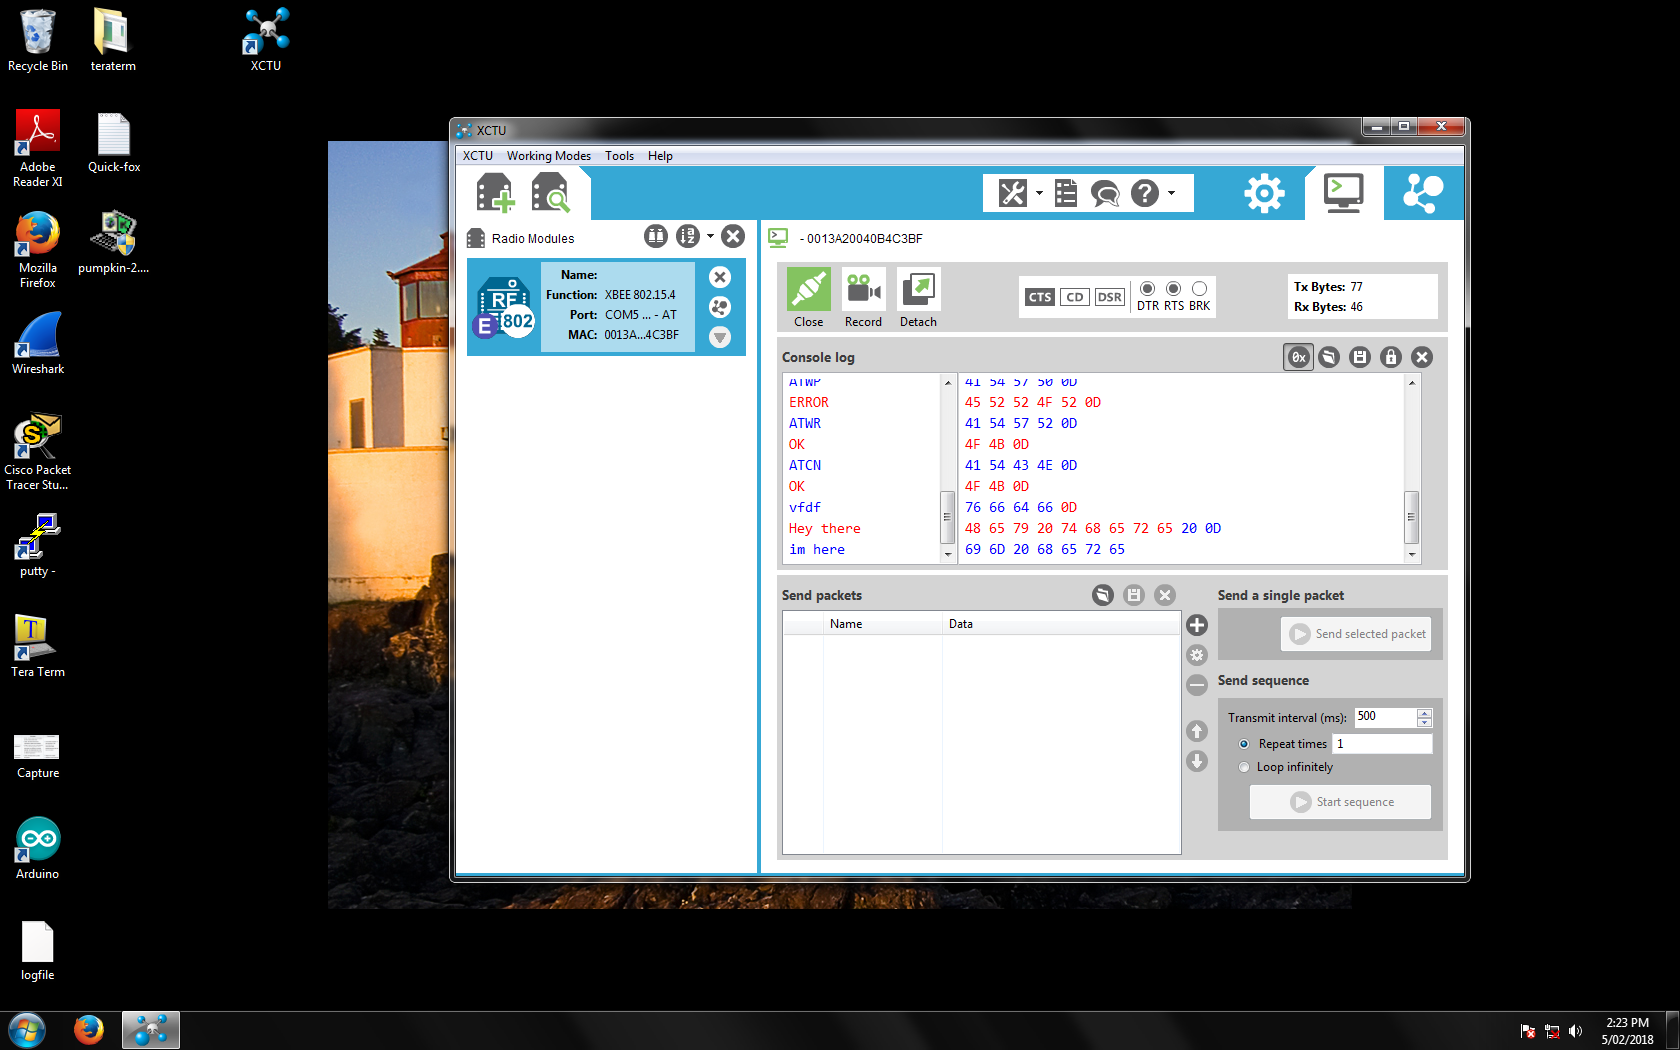 Recycle Bin
teraterm
XCTU
Adobe
Reader XI
Quick-fox
Mozilla
Firefox
pumpkin-2....
Wireshark
Cisco Packet
Tracer Stu...
putty -
Tera Term
Capture
Arduino
logfile
XCTU
XCTU Working Modes Tools Help
Radio Modules
- 0013A20040B4C3BF
RF
802
E
Name:
Function: XBEE 802.15.4
Port: COM5 ... - AT
MAC: 0013A...4C3BF
Close
Record
Detach
CTS CD DSR
DTR RTS BRK
Tx Bytes: 77
Rx Bytes: 46
Console log
0x
ATWP 41 54 57 50 0D
ERROR 45 52 52 4F 52 0D
ATWR 41 54 57 52 0D
OK 4F 4B 0D
ATCN 41 54 43 4E 0D
OK 4F 4B 0D
vfdf 76 66 64 66 0D
Hey there 48 65 79 20 74 68 65 72 65 20 0D
im here 69 6D 20 68 65 72 65
Send packets
Name Data
Send a single packet
Send selected packet
Send sequence
Transmit interval (ms): 500
Repeat times 1
Loop infinitely
Start sequence
2:23 PM
5/02/2018